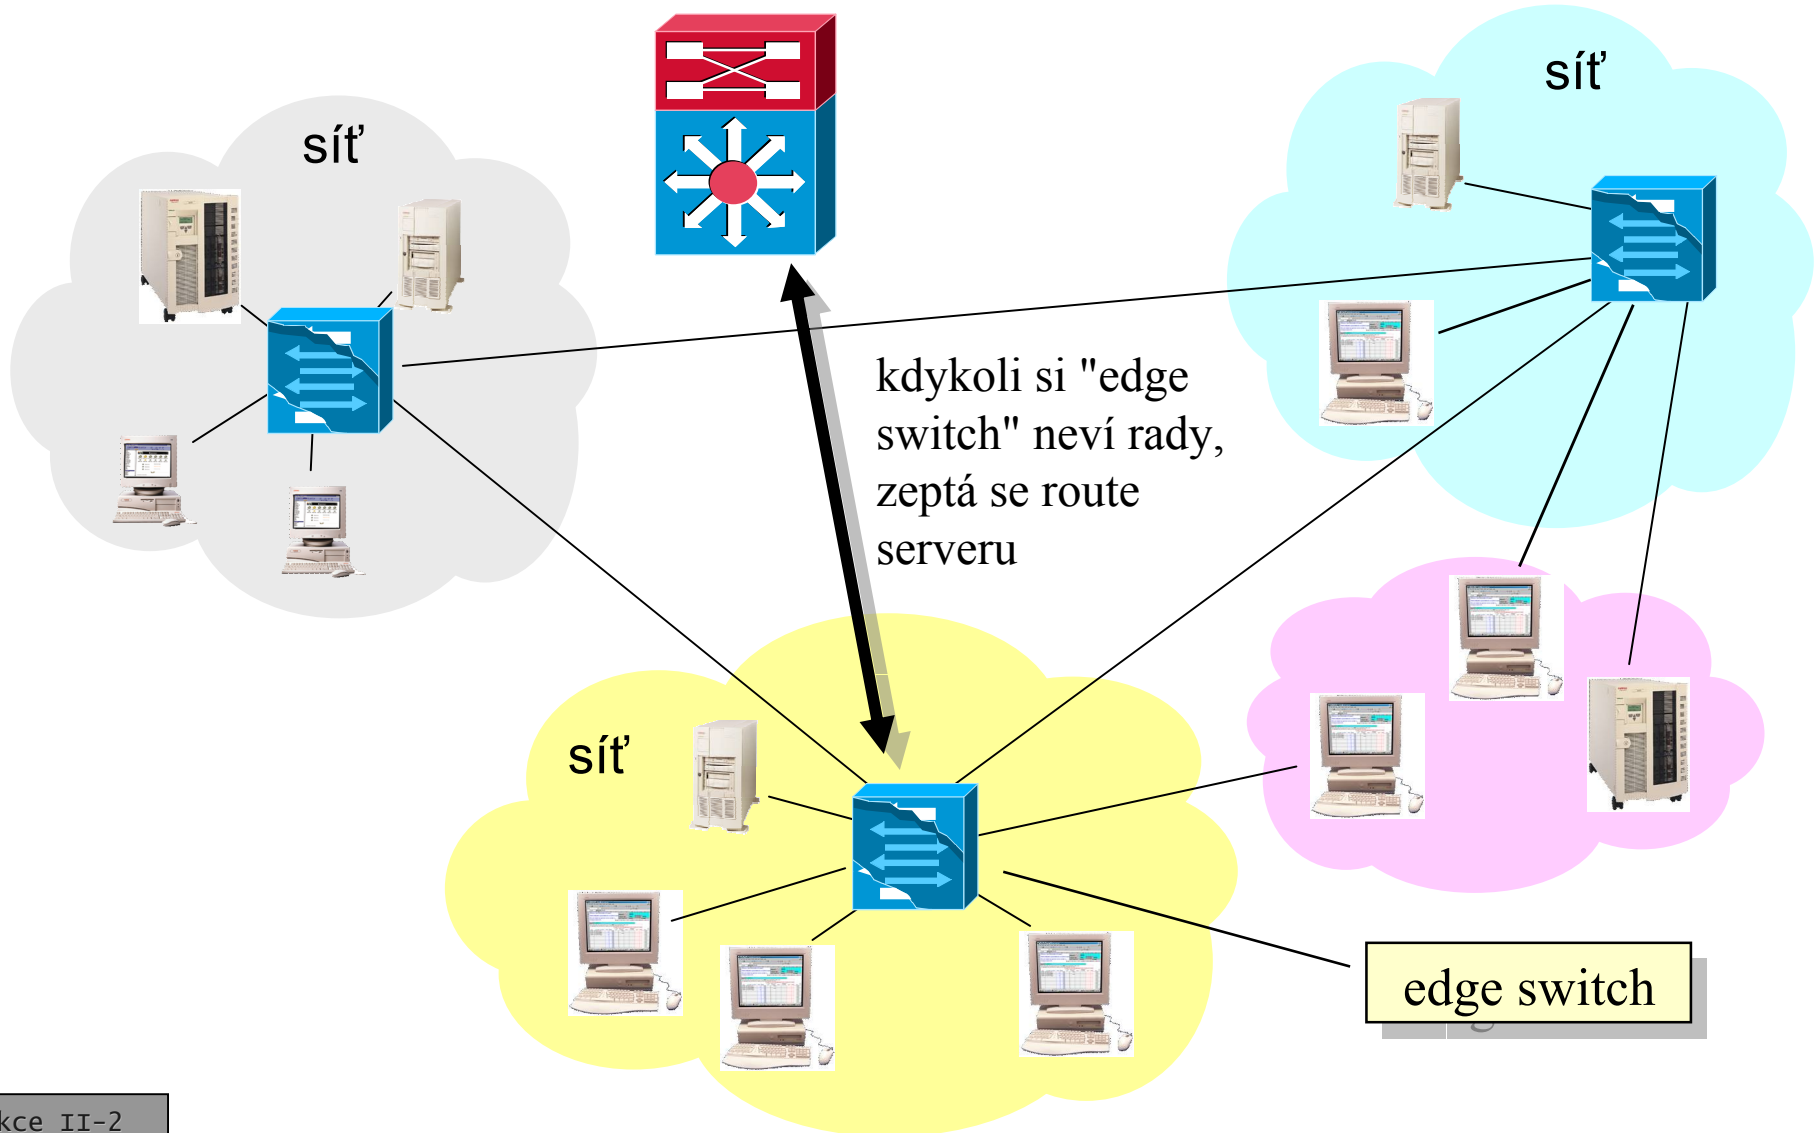 síť
síť
kdykoli si "edge
switch" neví rady,
zeptá se route
serveru
síť
edge switch
kce II-2